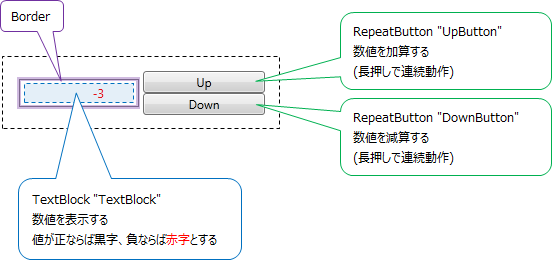 Border
RepeatButton "UpButton"
数値を加算する
(長押しで連続動作)
-3
Up
Down
RepeatButton "DownButton"
数値を減算する
(長押しで連続動作)
TextBlock "TextBlock"
数値を表示する
値が正ならば黒字、負ならば赤字とする